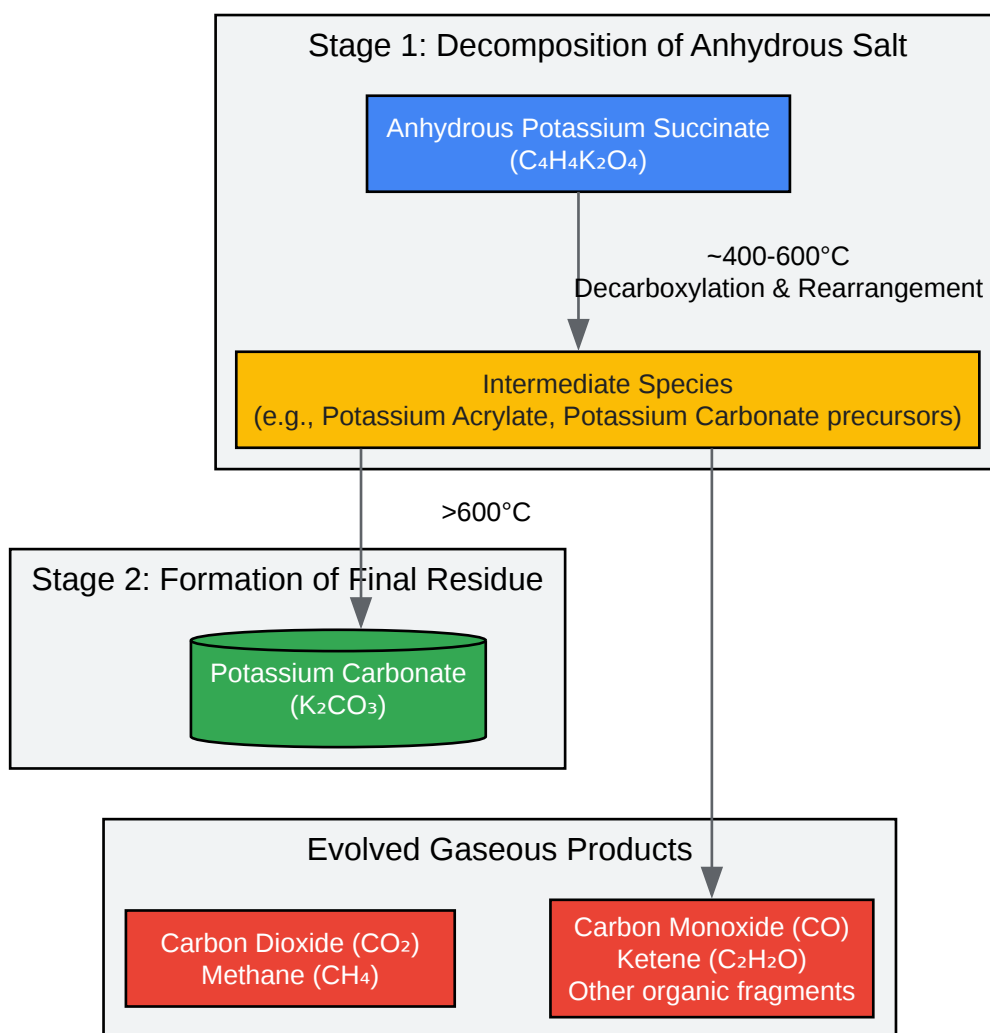 Stage 1: Decomposition of Anhydrous Salt
Anhydrous Potassium Succinate
(C₄H₄K₂O₄)
~400-600°C
Decarboxylation & Rearrangement
Intermediate Species
(e.g., Potassium Acrylate, Potassium Carbonate precursors)
>600°C
Stage 2: Formation of Final Residue
Potassium Carbonate
(K₂CO₃)
Evolved Gaseous Products
Carbon Dioxide (CO₂)
Methane (CH₄)
Carbon Monoxide (CO)
Ketene (C₂H₂O)
Other organic fragments